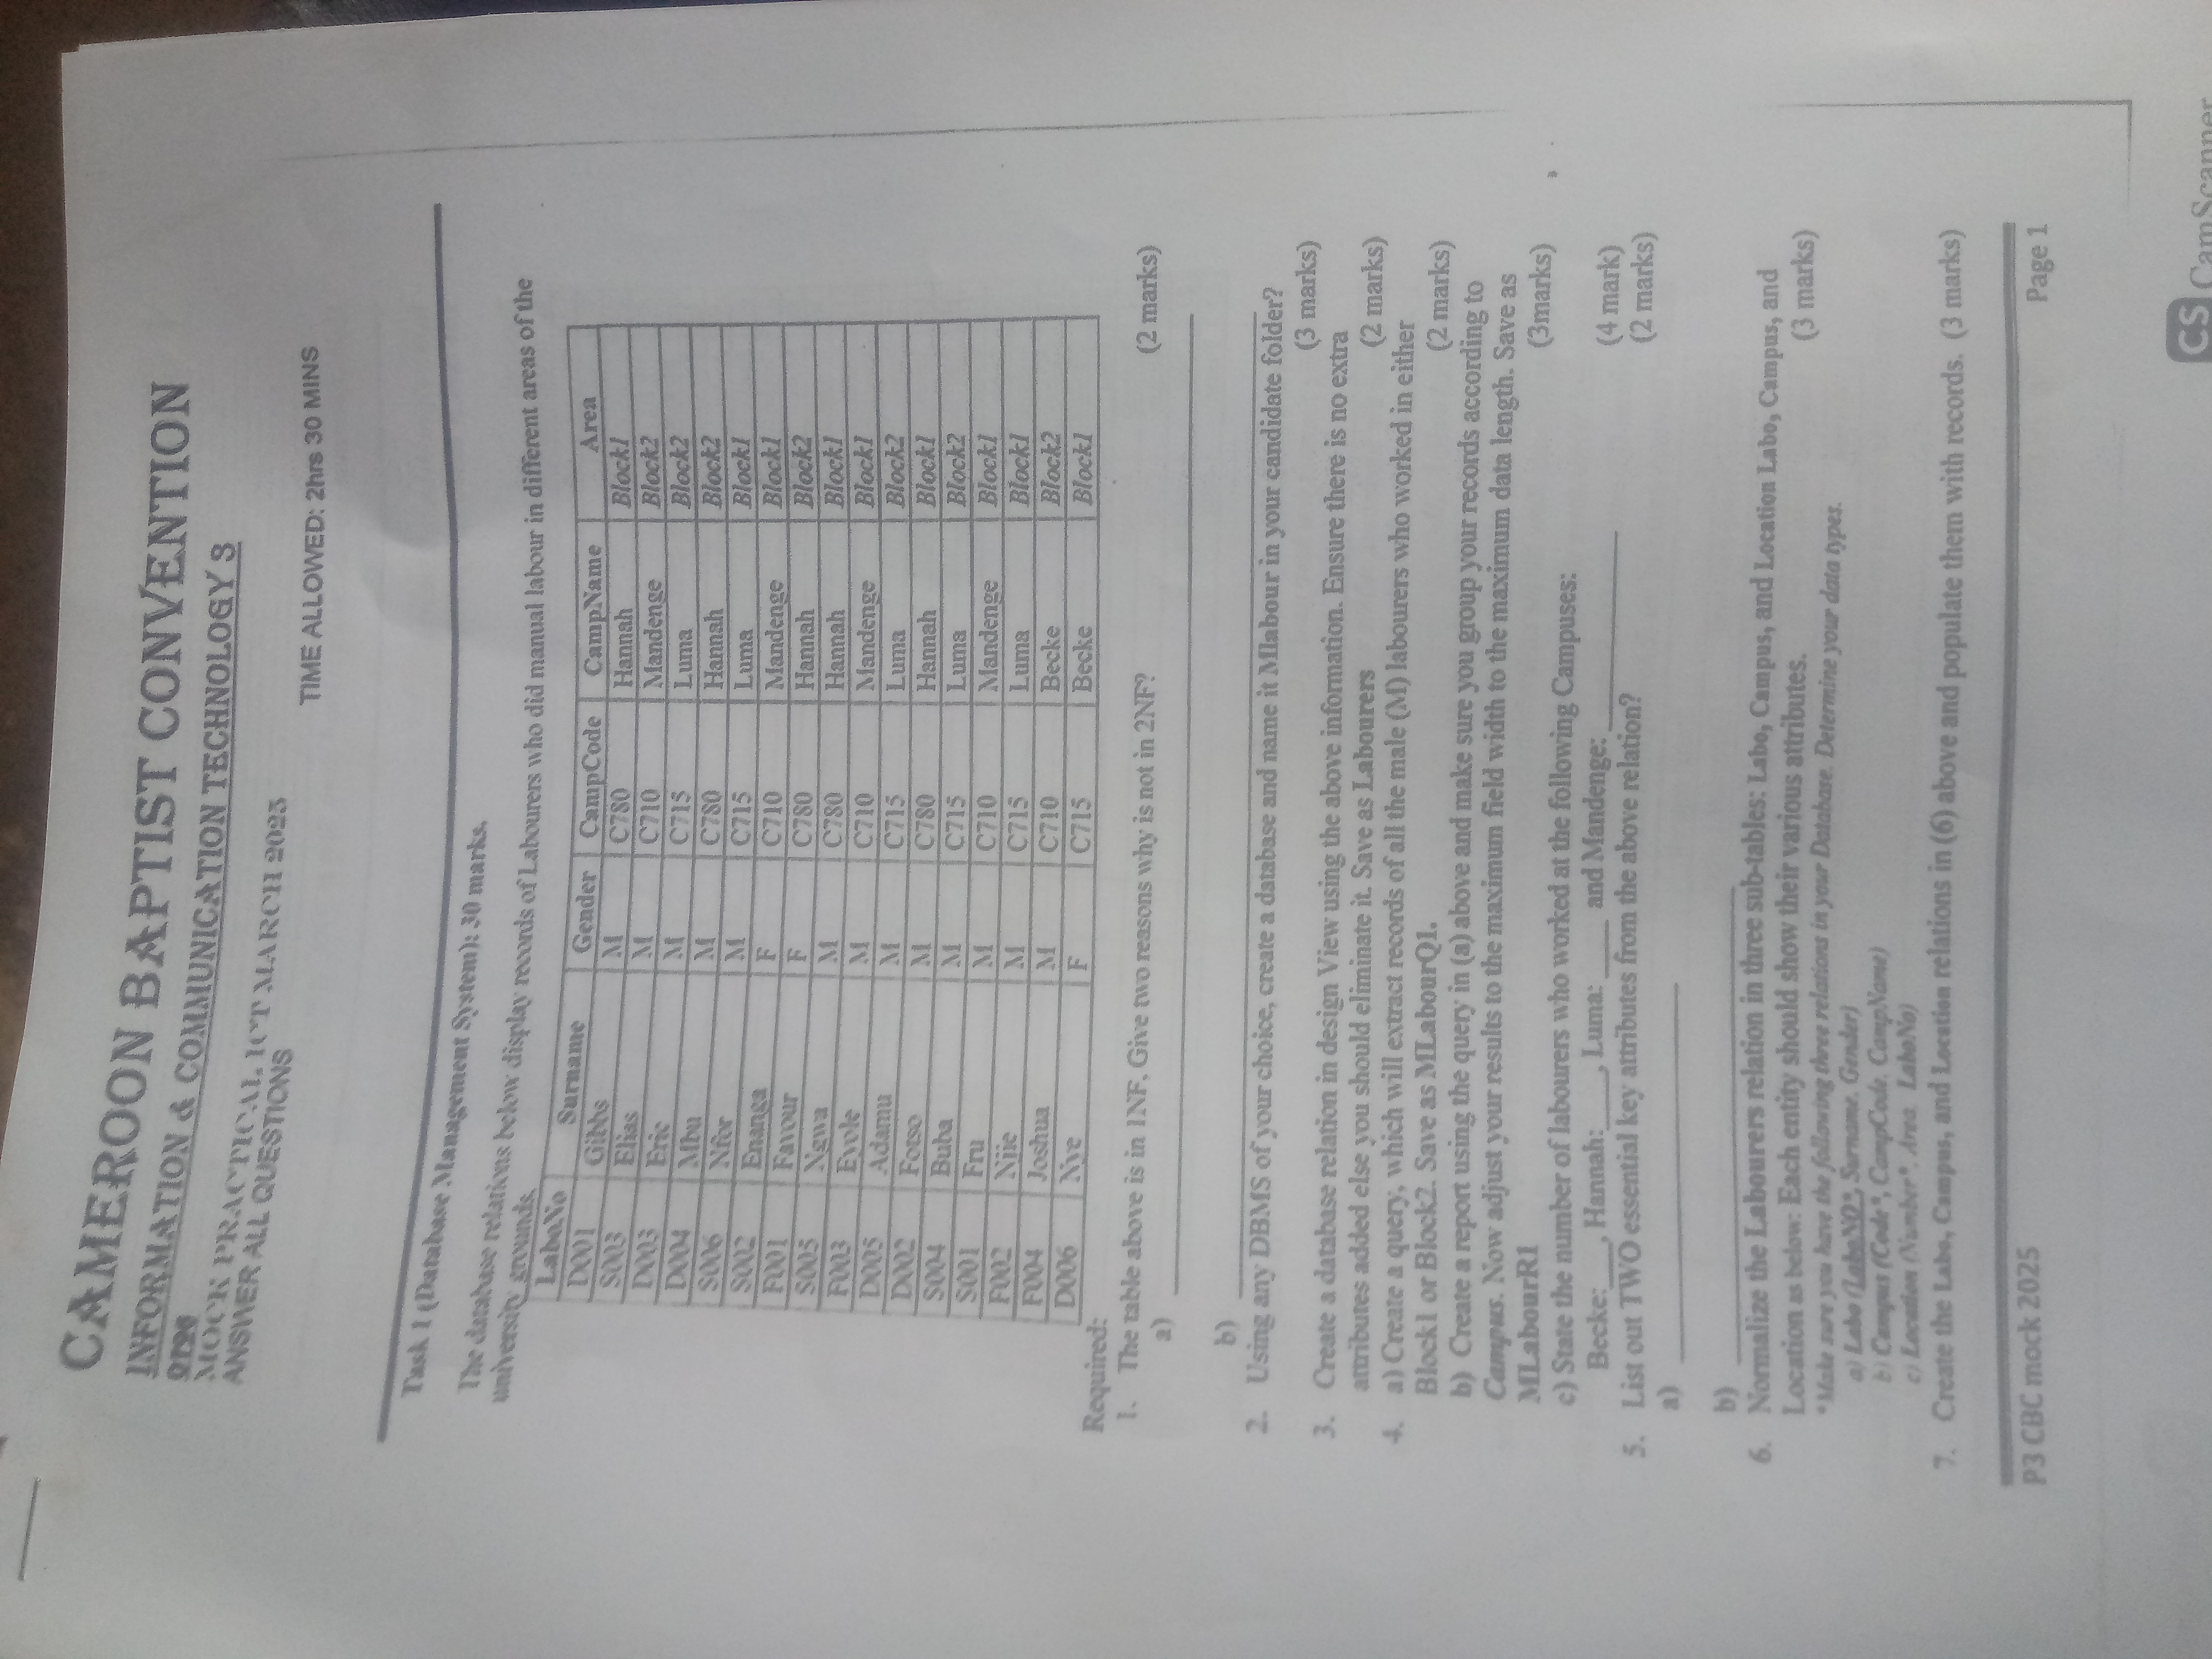 CAMEROON BAPTIST CONVENTION
INFORMATION & COMMUNICATION TECHNOLOGY 3
0796
MOCK PRACTICAL, ICT MARCH 2025
ANSWER ALL QUESTIONS
TIME ALLOWED: 2hrs 30 MINS
Task 1 (Database Management System): 30 marks.
The database relations below display records of Labourers who did manual labour in different areas of the
university grounds.
LaboNo Surname Gender CampCode CampName Area
D001 Gibbs M C780 Hannah Block1
S003 Elias M C710 Mandenge Block2
D003 Eric M C715 Luma Block2
D004 Mbu M C780 Hannah Block2
S006 Nfor M C715 Luma Block1
S002 Enanga F C710 Mandenge Block1
F001 Favour F C780 Hannah Block2
S005 Ngwa M C780 Hannah Block1
F003 Evole M C710 Mandenge Block1
D005 Adamu M C715 Luma Block2
D002 Fotso M C780 Hannah Block1
S004 Buba M C715 Luma Block2
S001 Fru M C710 Mandenge Block1
F002 Njie M C715 Luma Block1
F004 Joshua M C710 Becke Block2
D006 Nye F C715 Becke Block1
Required:
1. The table above is in 1NF, Give two reasons why is not in 2NF? (2 marks)
a)
b)
2. Using any DBMS of your choice, create a database and name it Mlabour in your candidate folder?
(3 marks)
3. Create a database relation in design View using the above information. Ensure there is no extra
attributes added else you should eliminate it. Save as Labourers (2 marks)
4. a) Create a query, which will extract records of all the male (M) labourers who worked in either
Block1 or Block2. Save as MLabourQ1. (2 marks)
b) Create a report using the query in (a) above and make sure you group your records according to
Campus. Now adjust your results to the maximum field width to the maximum data length. Save as
MLabourR1 (3marks)
c) State the number of labourers who worked at the following Campuses:
Becke:___, Hannah:____, Luma: ____ and Mandenge: ____________ (4 mark)
5. List out TWO essential key attributes from the above relation? (2 marks)
a)
b)
6. Normalize the Labourers relation in three sub-tables: Labo, Campus, and Location Labo, Campus, and
Location as below: Each entity should show their various attributes. (3 marks)
*Make sure you have the following three relations in your Database. Determine your data types.
a) Labo (LaboNO*, Surname, Gender)
b) Campus (Code*, CampCode, CampName)
c) Location (Number*, Area, LaboNo)
7. Create the Labo, Campus, and Location relations in (6) above and populate them with records. (3 marks)
P3 CBC mock 2025 Page 1
CS CamScanner